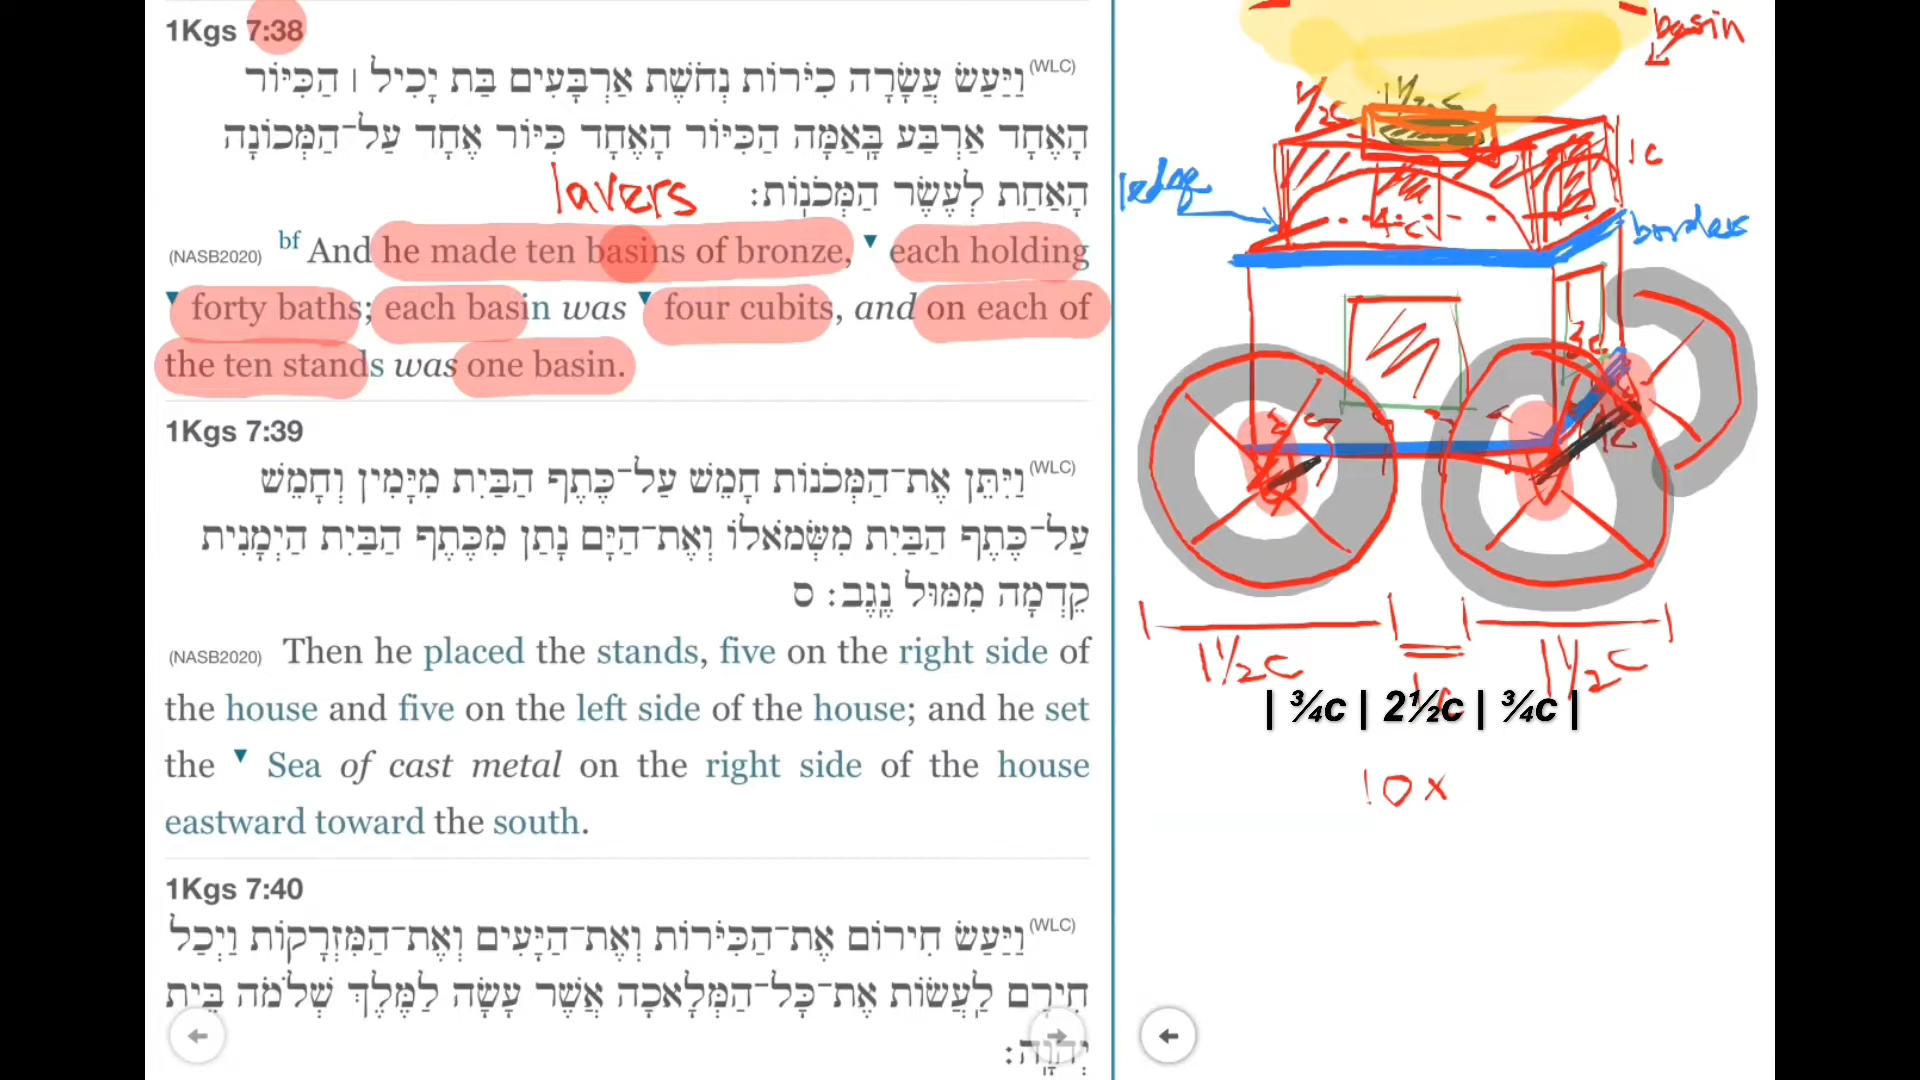 1Kgs 7:38
(WLC) וַיַּעַשׂ עֲשָׂרָה כִיֹּרוֹת נְחֹשֶׁת אַרְבָּעִים בַּת יָכִיל ׀ הַכִּיּוֹר
הָאֶחָד אַרְבַּע בָּאַמָּה הַכִּיּוֹר הָאֶחָד כִּיּוֹר אֶחָד עַל־הַמְּכוֹנָה
הָאַחַת לְעֶשֶׂר הַמְּכֹנֽוֹת׃
lavers
(NASB2020) bf And he made ten basins of bronze, each holding
forty baths; each basin was four cubits, and on each of
the ten stands was one basin.
1Kgs 7:39
(WLC) וַיִּתֵּן אֶת־הַמְּכֹנוֹת חָמֵשׁ עַל־כֶּתֶף הַבַּיִת מִיָּמִין וְחָמֵשׁ
עַל־כֶּתֶף הַבַּיִת מִשְּׂמֹאלוֹ וְאֶת־הַיָּם נָתַן מִכֶּתֶף הַבַּיִת הַיְמָנִית
קֵדְמָה מִמּוּל נֶֽגֶב׃ ס
(NASB2020) Then he placed the stands, five on the right side of
the house and five on the left side of the house; and he set
the Sea of cast metal on the right side of the house
eastward toward the south.
1Kgs 7:40
(WLC) וַיַּעַשׂ חִירוֹם אֶת־הַכִּיֹּרוֹת וְאֶת־הַיָּעִים וְאֶת־הַמִּזְרָקוֹת וַיְכַל
חִירָם לַעֲשׂוֹת אֶת־כָּל־הַמְּלָאכָה אֲשֶׁר עָשָׂה לַמֶּלֶךְ שְׁלֹמֹה בֵּית
יְהוָֽה׃
basin
1/2c
1c
ledge
4c
borders
3c
1½c
1½c
| ¾c | 2½c | ¾c |
10x